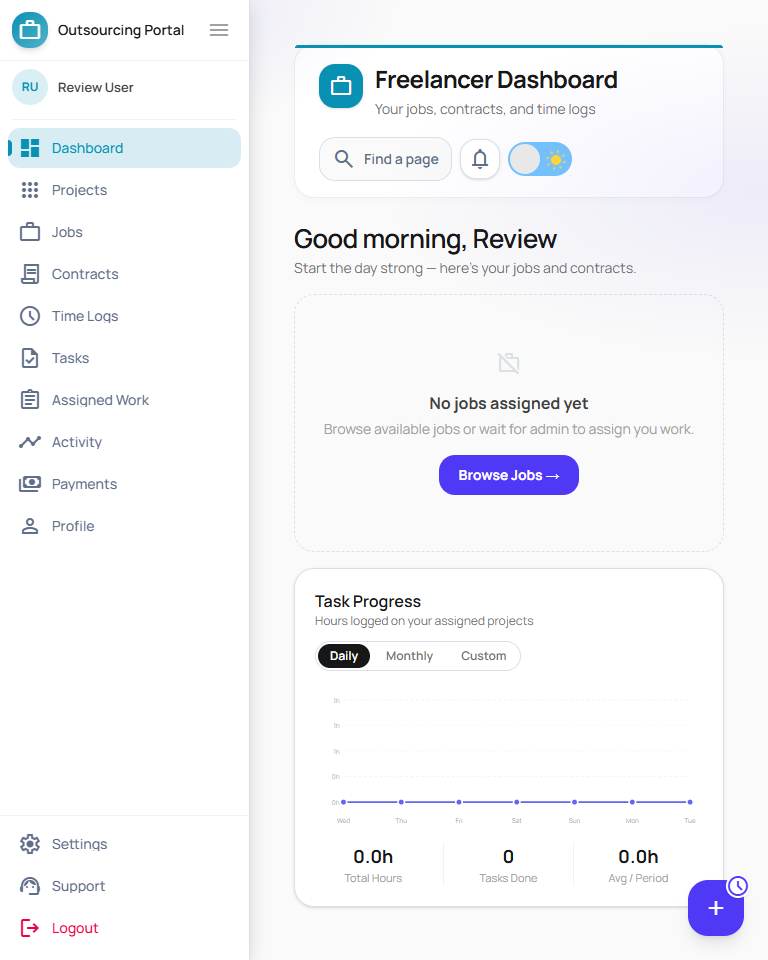 Outsourcing Portal
RU
Review User
Dashboard
Projects
Jobs
Contracts
Time Logs
Tasks
Assigned Work
Activity
Payments
Profile
Settings
Support
Logout
Freelancer Dashboard
Your jobs, contracts, and time logs
Find a page
Good morning, Review
Start the day strong — here's your jobs and contracts.
No jobs assigned yet
Browse available jobs or wait for admin to assign you work.
Browse Jobs →
Task Progress
Hours logged on your assigned projects
Daily Monthly Custom
1h
1h
1h
0h
0h
Wed Thu Fri Sat Sun Mon Tue
0.0h 0 0.0h
Total Hours Tasks Done Avg / Period
+